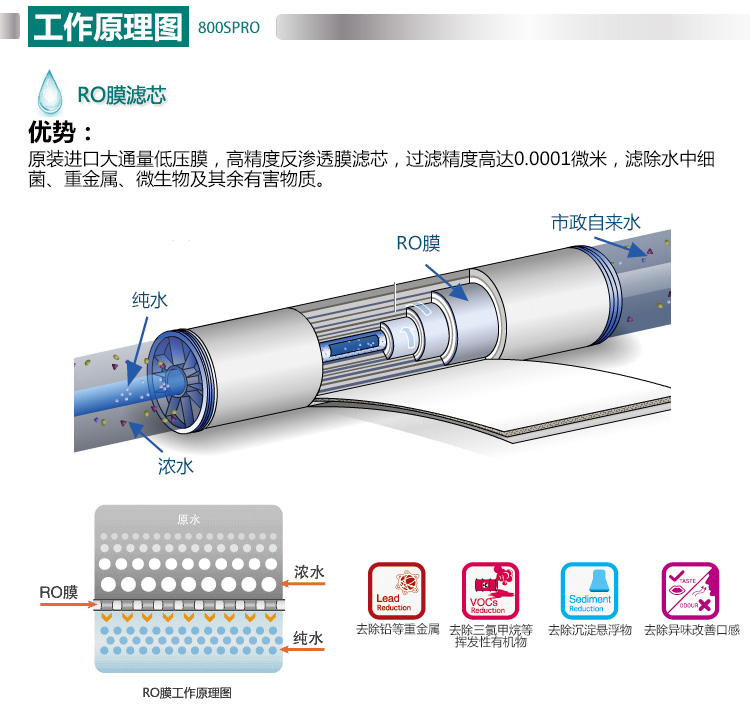 工作原理图 800SPRO
RO膜滤芯
优势：
原装进口大通量低压膜，高精度反渗透膜滤芯，过滤精度高达0.0001微米，滤除水中细
菌、重金属、微生物及其余有害物质。
市政自来水
RO膜
纯水
浓水
原水
浓水
RO膜
纯水
RO膜工作原理图
Lead
Reduction
去除铅等重金属
VOCs
Reduction
去除三氯甲烷等
挥发性有机物
Sediment
Reduction
去除沉淀悬浮物
TASTE
ODOUR
去除异味改善口感